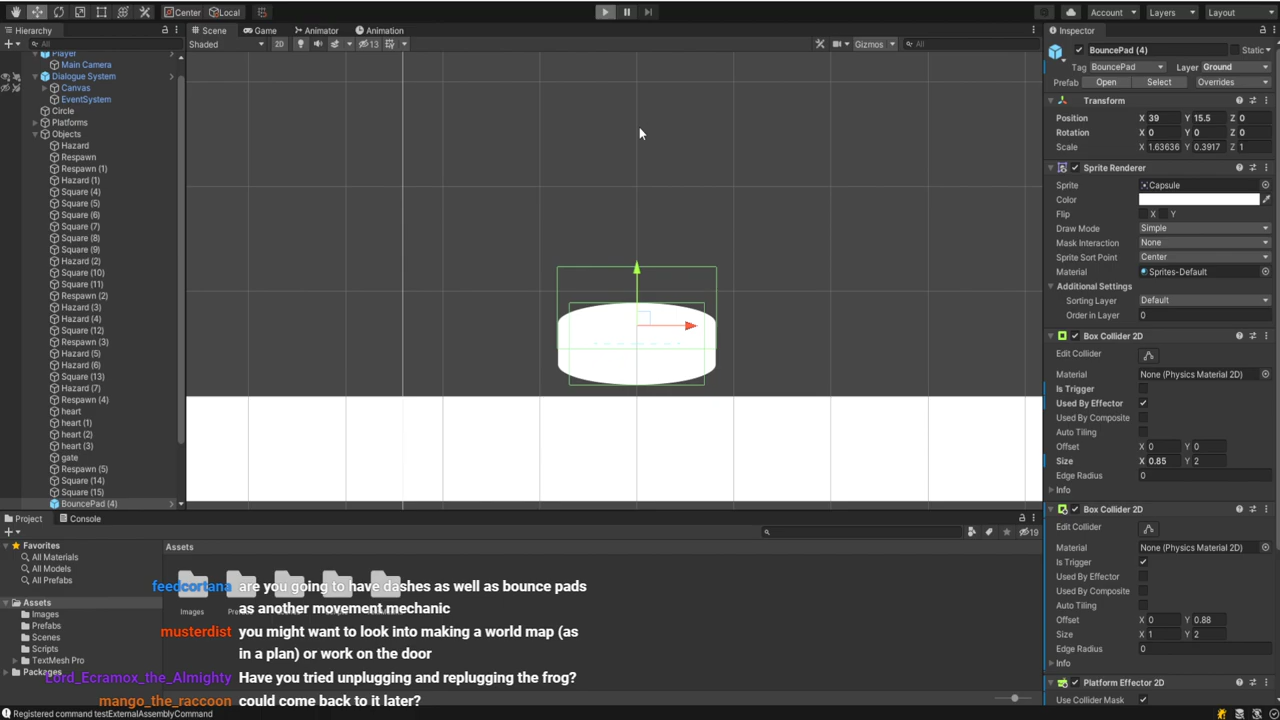 Center
Local
Account
Layers
Layout
Hierarchy
Scene
Game
Animator
Animation
Inspector
All
Shaded
2D
13
Gizmos
All
Player
Main Camera
Dialogue System
Canvas
EventSystem
Circle
Platforms
Objects
Hazard
Respawn
Respawn (1)
Hazard (1)
Square (4)
Square (5)
Square (6)
Square (7)
Square (8)
Square (9)
Hazard (2)
Square (10)
Square (11)
Respawn (2)
Hazard (3)
Hazard (4)
Square (12)
Respawn (3)
Hazard (5)
Hazard (6)
Square (13)
Hazard (7)
Respawn (4)
heart
heart (1)
heart (2)
heart (3)
gate
Respawn (5)
Square (14)
Square (15)
BouncePad (4)
BouncePad (4)
Static
Tag BouncePad Layer Ground
Prefab Open Select Overrides
Transform
Position X 39 Y 15.5 Z 0
Rotation X 0 Y 0 Z 0
Scale X 1.63636 Y 0.3917 Z 1
Sprite Renderer
Sprite Capsule
Color
Flip X Y
Draw Mode Simple
Mask Interaction None
Sprite Sort Point Center
Material Sprites-Default
Additional Settings
Sorting Layer Default
Order in Layer 0
Box Collider 2D
Edit Collider
Material None (Physics Material 2D)
Is Trigger
Used By Effector
Used By Composite
Auto Tiling
Offset X 0 Y 0
Size X 0.85 Y 2
Edge Radius 0
Info
Box Collider 2D
Edit Collider
Material None (Physics Material 2D)
Is Trigger
Used By Effector
Used By Composite
Auto Tiling
Offset X 0 Y 0.88
Size X 1 Y 2
Edge Radius 0
Info
Platform Effector 2D
Use Collider Mask
Project
Console
19
Favorites
All Materials
All Models
All Prefabs
Assets
Images
Prefabs
Scenes
Scripts
TextMesh Pro
Packages
Assets
Images
feedcortana are you going to have dashes as well as bounce pads
as another momement mechanic
musterdist you might want to look into making a world map (as
in a plan) or work on the door
Lord_Ecramox_the_Almighty Have you tried unplugging and replugging the frog?
mango_the_raccoon could come back to it later?
Registered command testExternalAssemblyCommand